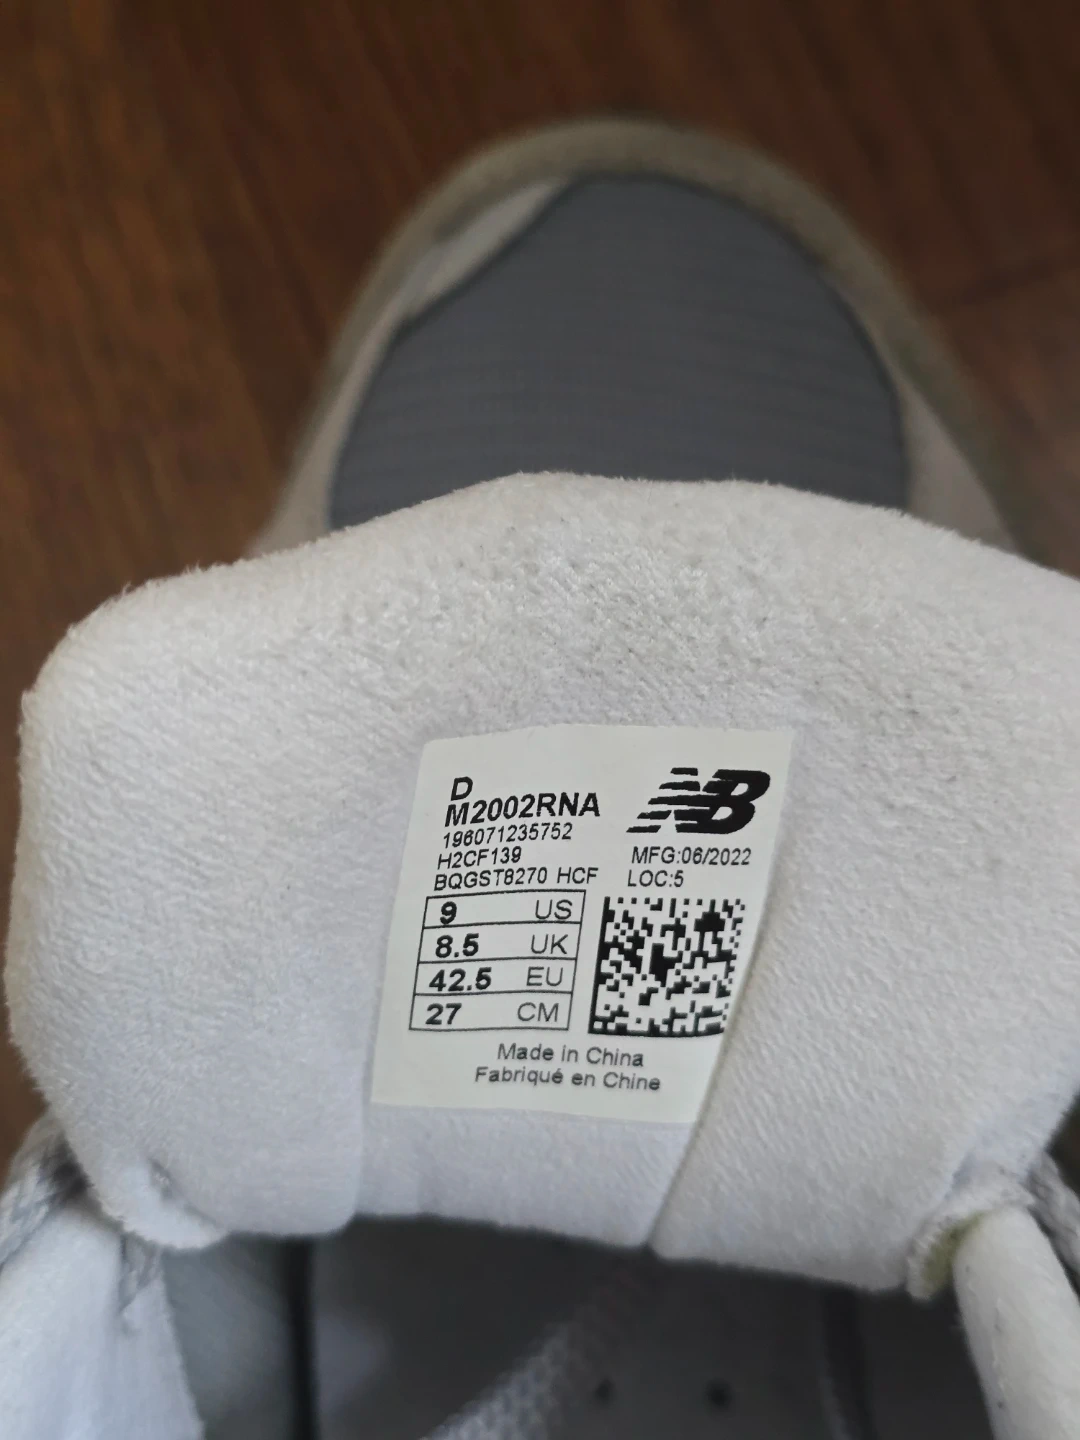 D
M2002RNA
196071235752
H2CF139
BQGST8270 HCF
NB
MFG:06/2022
LOC:5
9 US
8.5 UK
42.5 EU
27 CM
Made in China
Fabriqué en Chine